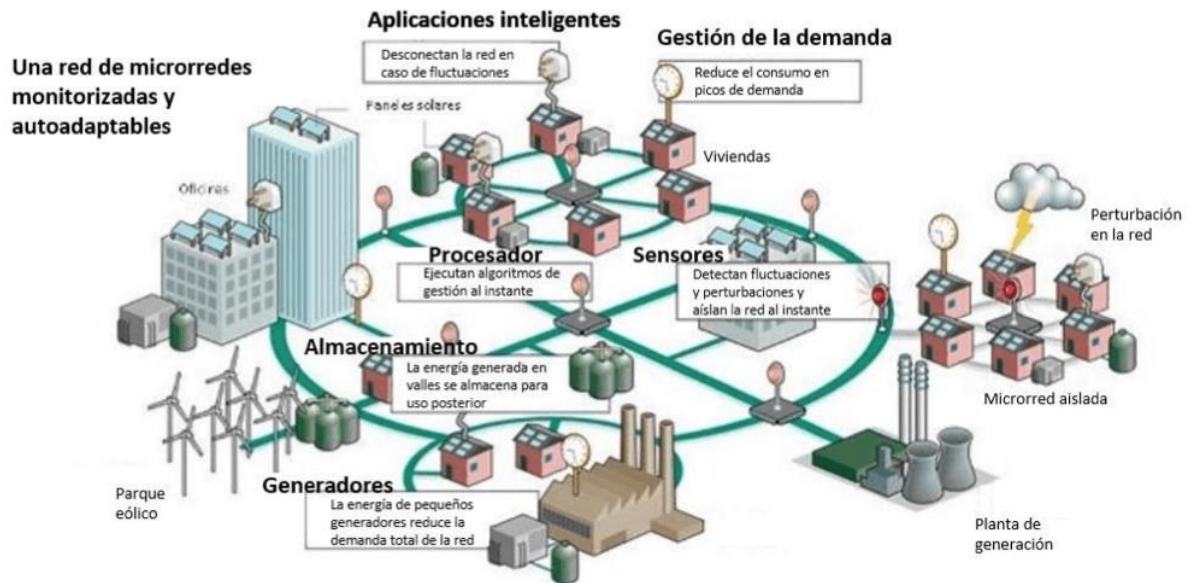 Una red de microrredes
monitorizadas y
autoadaptables
Aplicaciones inteligentes
Desconectan la red en
caso de fluctuaciones
Gestión de la demanda
Reduce el consumo en
picos de demanda
Paneles solares
Oficinas
Viviendas
Perturbación
en la red
Procesador
Ejecutan algoritmos de
gestión al instante
Sensores
Detectan fluctuaciones
y perturbaciones y
aíslan la red al instante
Almacenamiento
La energía generada en
valles se almacena para
uso posterior
Microrred aislada
Parque
eólico
Generadores
La energía de pequeños
generadores reduce la
demanda total de la red
Planta de
generación